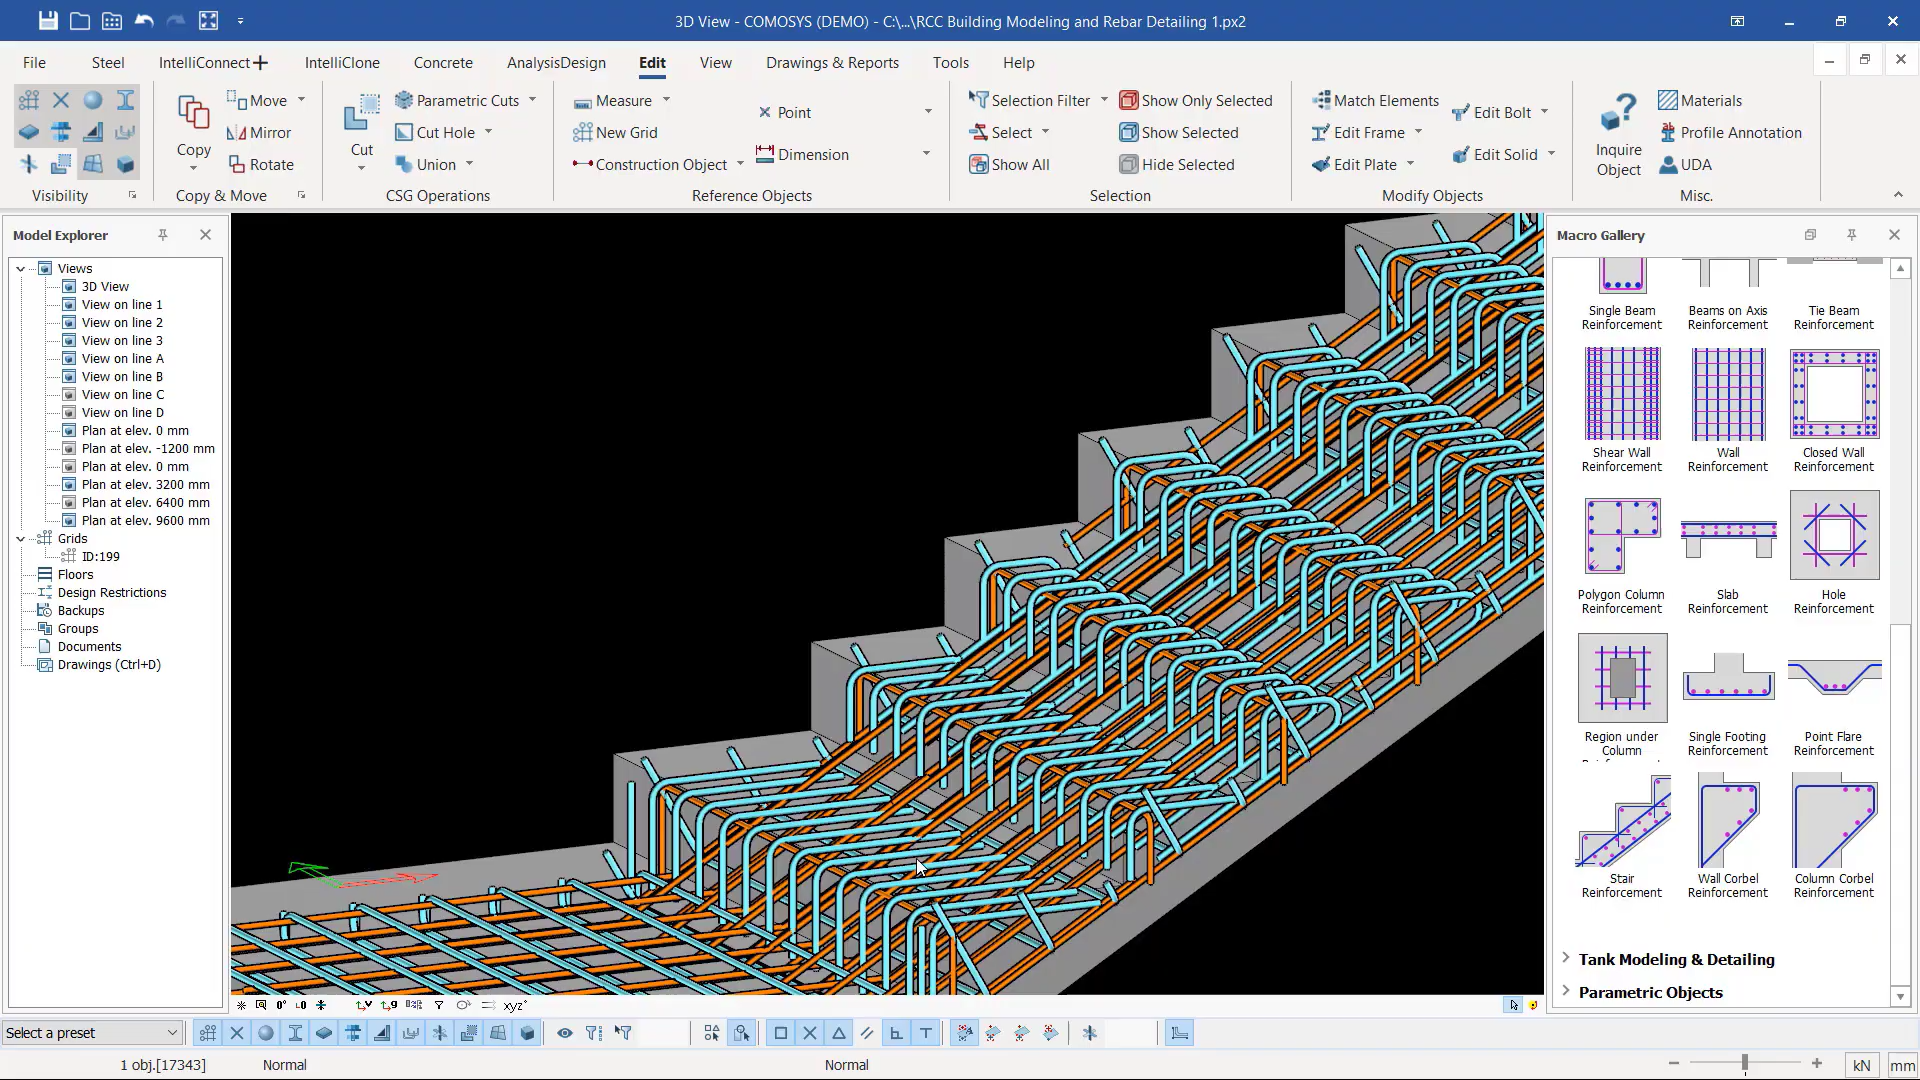 3D View - COMOSYS (DEMO) - C:\...\RCC Building Modeling and Rebar Detailing 1.px2
File
Steel
IntelliConnect+
IntelliClone
Concrete
AnalysisDesign
Edit
View
Drawings & Reports
Tools
Help
Move
Parametric Cuts
Measure
Point
Selection Filter
Show Only Selected
Match Elements
Edit Bolt
Materials
Mirror
Cut Hole
New Grid
Select
Show Selected
Edit Frame
Profile Annotation
Copy
Cut
Dimension
Edit Solid
Inquire
Object
Rotate
Union
Construction Object
Show All
Hide Selected
Edit Plate
UDA
Visibility
Copy & Move
CSG Operations
Reference Objects
Selection
Modify Objects
Misc.
Model Explorer
Views
3D View
View on line 1
View on line 2
View on line 3
View on line A
View on line B
View on line C
View on line D
Plan at elev. 0 mm
Plan at elev. -1200 mm
Plan at elev. 0 mm
Plan at elev. 3200 mm
Plan at elev. 6400 mm
Plan at elev. 9600 mm
Grids
ID:199
Floors
Design Restrictions
Backups
Groups
Documents
Drawings (Ctrl+D)
Macro Gallery
Single Beam
Reinforcement
Beams on Axis
Reinforcement
Tie Beam
Reinforcement
Shear Wall
Reinforcement
Wall
Reinforcement
Closed Wall
Reinforcement
Polygon Column
Reinforcement
Slab
Reinforcement
Hole
Reinforcement
Region under
Column
Single Footing
Reinforcement
Point Flare
Reinforcement
Stair
Reinforcement
Wall Corbel
Reinforcement
Column Corbel
Reinforcement
Tank Modeling & Detailing
Parametric Objects
xyz
Select a preset
1 obj.[17343]
Normal
Normal
kN
mm